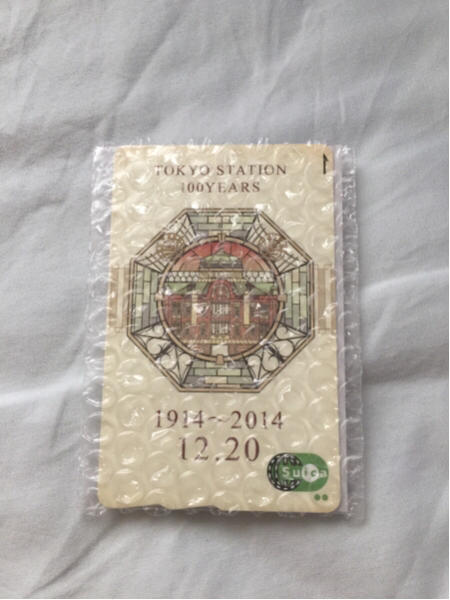 TOKYO STATION
100YEARS
1914~2014
12.20
Suica